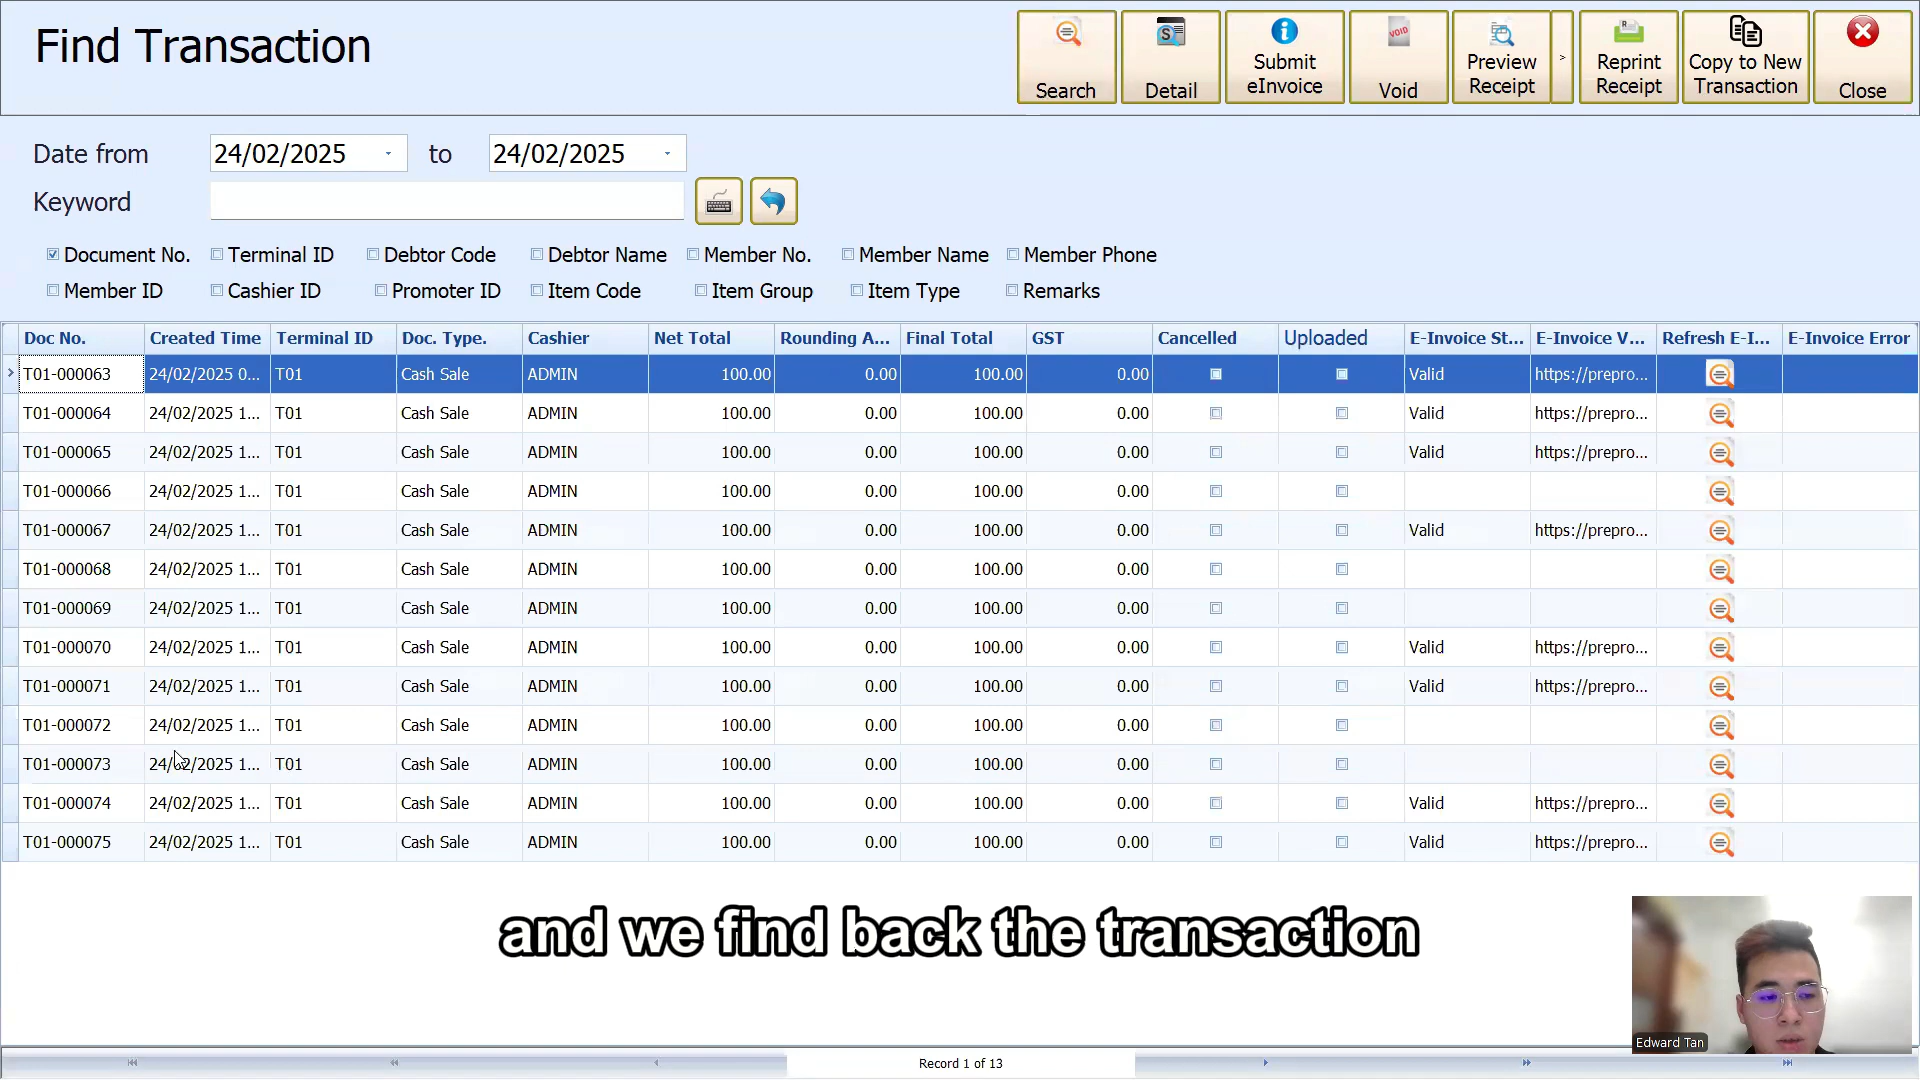 Find Transaction
Search
Detail
Submit
eInvoice
VOID
Void
Preview
Receipt
>
Reprint
Receipt
Copy to New
Transaction
Close
Date from 24/02/2025 to 24/02/2025
Keyword
Document No. Terminal ID Debtor Code Debtor Name Member No. Member Name Member Phone
Member ID Cashier ID Promoter ID Item Code Item Group Item Type Remarks
Doc No. Created Time Terminal ID Doc. Type. Cashier Net Total Rounding A... Final Total GST Cancelled Uploaded E-Invoice St... E-Invoice V... Refresh E-I... E-Invoice Error
T01-000063 24/02/2025 0... T01 Cash Sale ADMIN 100.00 0.00 100.00 0.00 Valid https://prepro...
T01-000064 24/02/2025 1... T01 Cash Sale ADMIN 100.00 0.00 100.00 0.00 Valid https://prepro...
T01-000065 24/02/2025 1... T01 Cash Sale ADMIN 100.00 0.00 100.00 0.00 Valid https://prepro...
T01-000066 24/02/2025 1... T01 Cash Sale ADMIN 100.00 0.00 100.00 0.00
T01-000067 24/02/2025 1... T01 Cash Sale ADMIN 100.00 0.00 100.00 0.00 Valid https://prepro...
T01-000068 24/02/2025 1... T01 Cash Sale ADMIN 100.00 0.00 100.00 0.00
T01-000069 24/02/2025 1... T01 Cash Sale ADMIN 100.00 0.00 100.00 0.00
T01-000070 24/02/2025 1... T01 Cash Sale ADMIN 100.00 0.00 100.00 0.00 Valid https://prepro...
T01-000071 24/02/2025 1... T01 Cash Sale ADMIN 100.00 0.00 100.00 0.00 Valid https://prepro...
T01-000072 24/02/2025 1... T01 Cash Sale ADMIN 100.00 0.00 100.00 0.00
T01-000073 24/02/2025 1... T01 Cash Sale ADMIN 100.00 0.00 100.00 0.00
T01-000074 24/02/2025 1... T01 Cash Sale ADMIN 100.00 0.00 100.00 0.00 Valid https://prepro...
T01-000075 24/02/2025 1... T01 Cash Sale ADMIN 100.00 0.00 100.00 0.00 Valid https://prepro...
and we find back the transaction
Edward Tan
Record 1 of 13